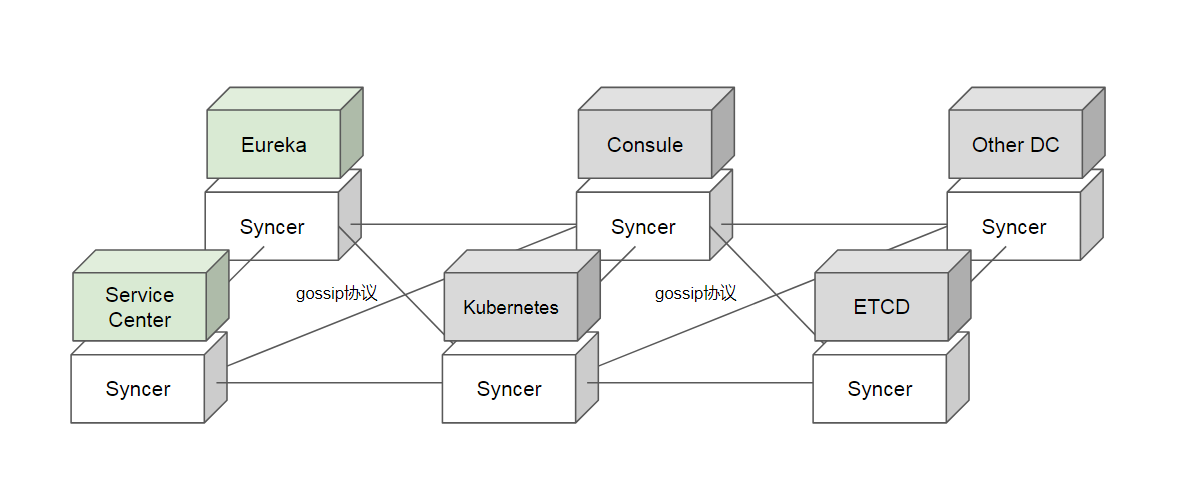 Eureka
Consule
Other DC
Syncer
Syncer
Syncer
Service
Center
gossip协议
Kubernetes
gossip协议
ETCD
Syncer
Syncer
Syncer